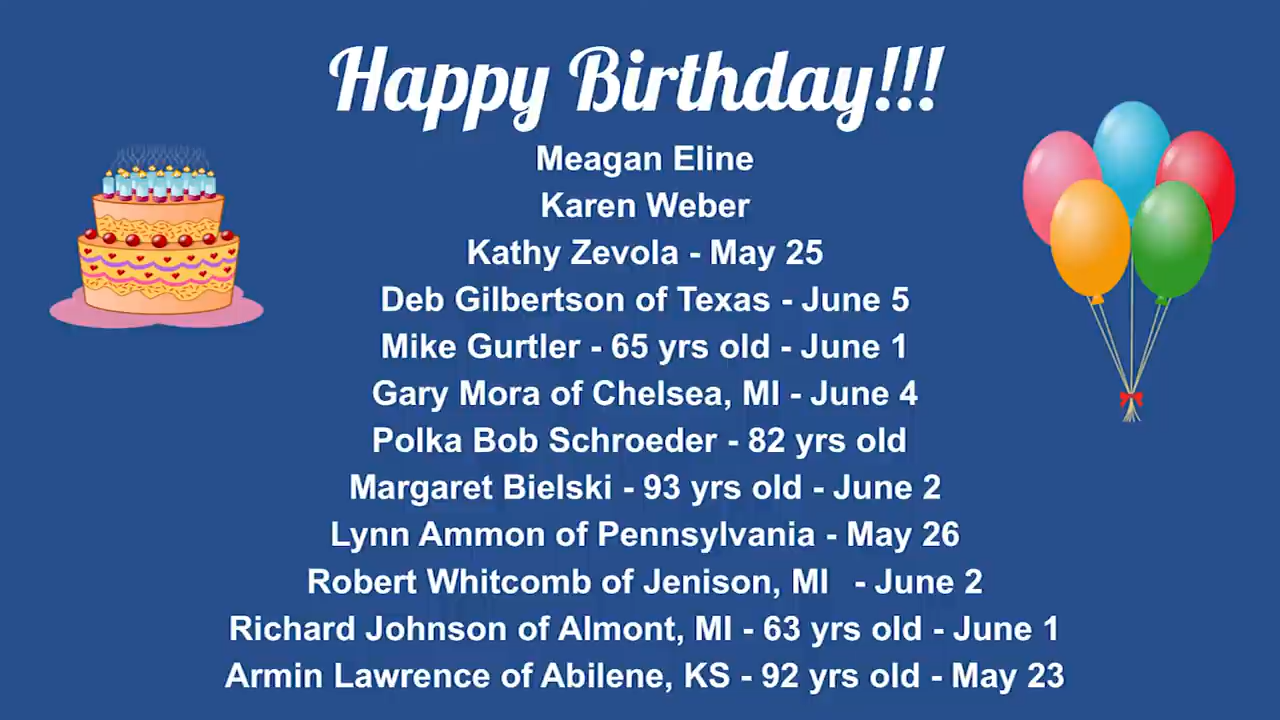 Happy Birthday!!!
Meagan Eline
Karen Weber
Kathy Zevola - May 25
Deb Gilbertson of Texas - June 5
Mike Gurtler - 65 yrs old - June 1
Gary Mora of Chelsea, MI - June 4
Polka Bob Schroeder - 82 yrs old
Margaret Bielski - 93 yrs old - June 2
Lynn Ammon of Pennsylvania - May 26
Robert Whitcomb of Jenison, MI - June 2
Richard Johnson of Almont, MI - 63 yrs old - June 1
Armin Lawrence of Abilene, KS - 92 yrs old - May 23